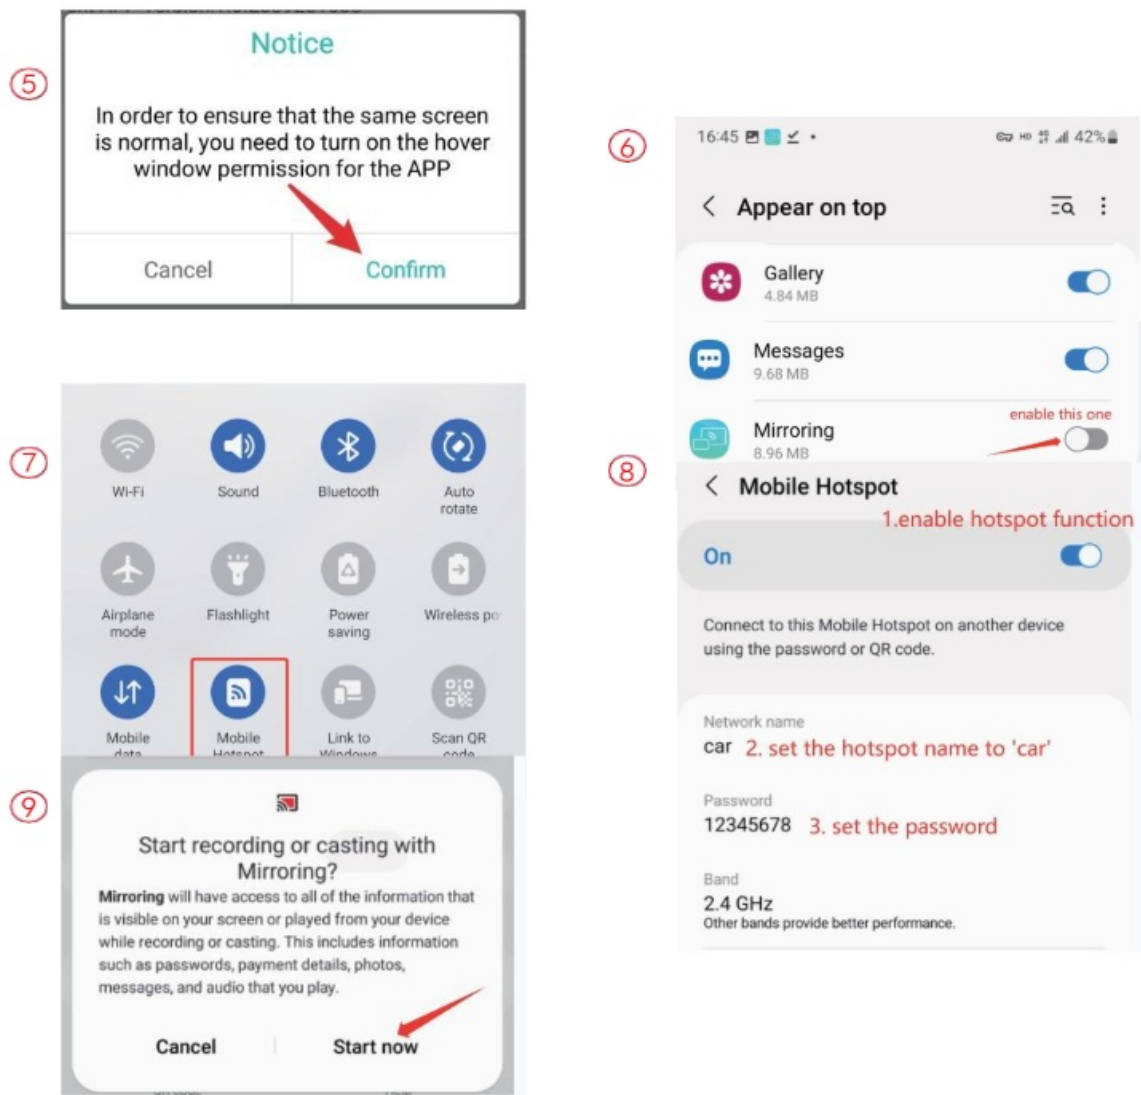 ⑤
Notice
In order to ensure that the same screen
is normal, you need to turn on the hover
window permission for the APP
Cancel
Confirm
⑥
16:45
HD 4G 42%
Appear on top
Gallery
4.84 MB
Messages
9.68 MB
enable this one
Mirroring
8.96 MB
⑦
Wi-Fi
Sound
Bluetooth
Auto
rotate
Airplane
mode
Flashlight
Power
saving
Wireless po
Mobile
data
Mobile
Hotspot
Link to
Windows
Scan QR
code
⑧
Mobile Hotspot
1.enable hotspot function
On
Connect to this Mobile Hotspot on another device
using the password or QR code.
Network name
car 2. set the hotspot name to 'car'
Password
12345678 3. set the password
Band
2.4 GHz
Other bands provide better performance.
⑨
Start recording or casting with
Mirroring?
Mirroring will have access to all of the information that
is visible on your screen or played from your device
while recording or casting. This includes information
such as passwords, payment details, photos,
messages, and audio that you play.
Cancel
Start now